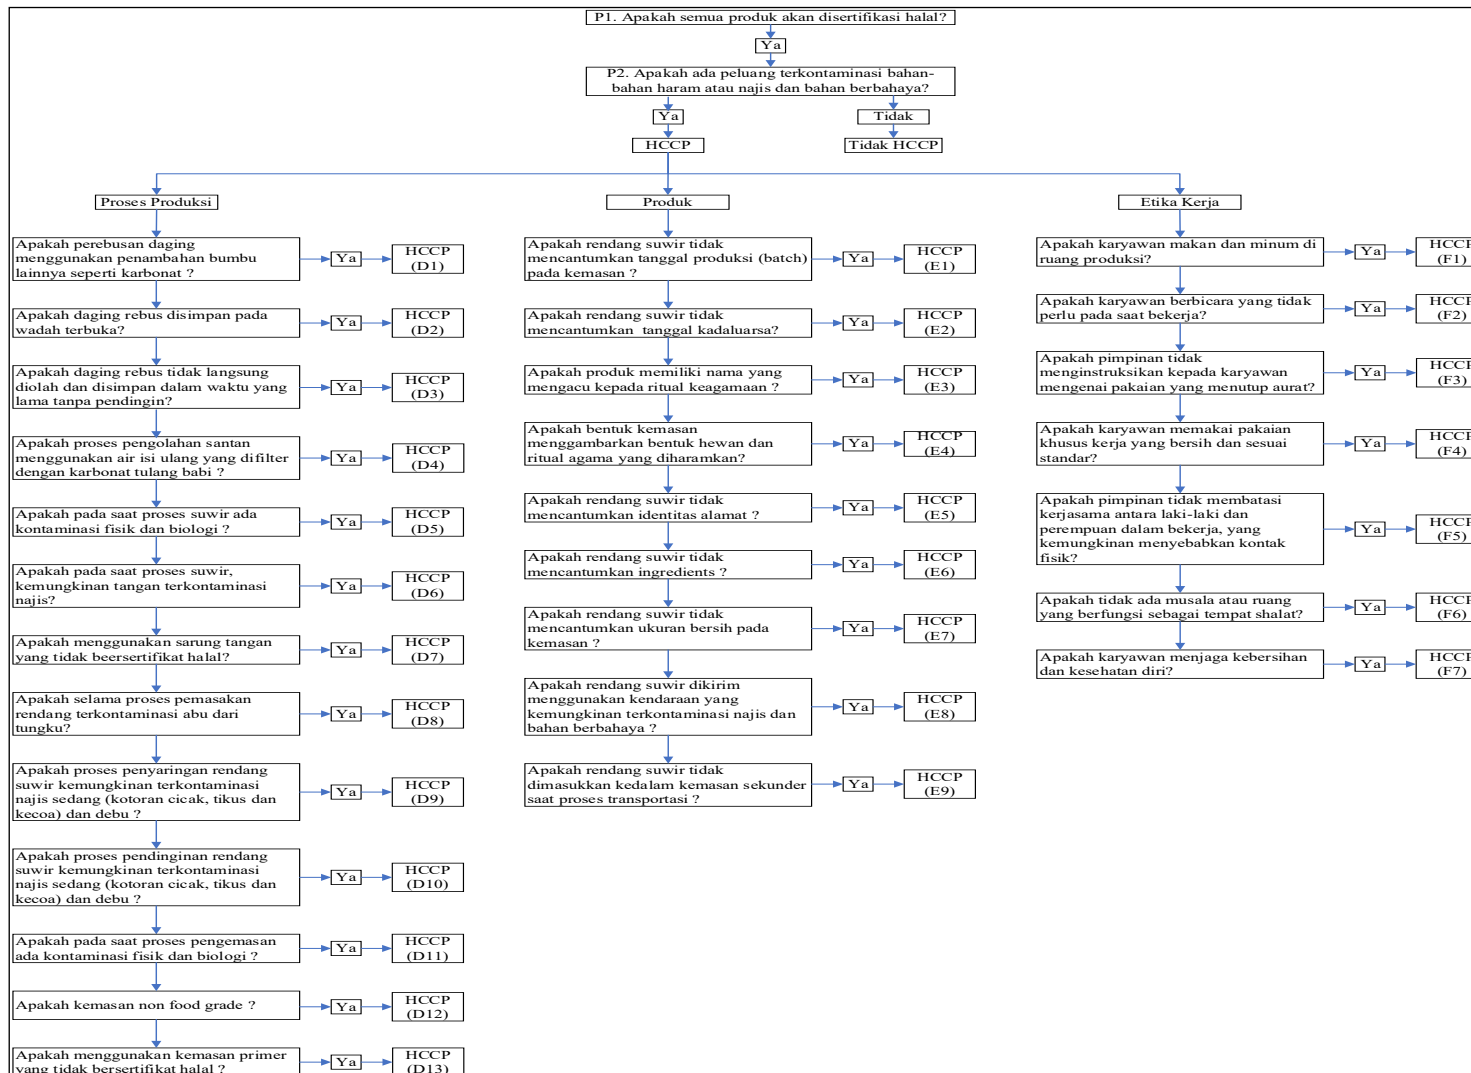 P1. Apakah semua produk akan disertifikasi halal?
Ya
P2. Apakah ada peluang terkontaminasi bahan-
bahan haram atau najis dan bahan berbahaya?
Ya
Tidak
HCCP
Tidak HCCP
Proses Produksi
Apakah perebusan daging
menggunakan penambahan bumbu
lainnya seperti karbonat ?
Ya
HCCP
(D1)
Apakah daging rebus disimpan pada
wadah terbuka?
Ya
HCCP
(D2)
Apakah daging rebus tidak langsung
diolah dan disimpan dalam waktu yang
lama tanpa pendingin?
Ya
HCCP
(D3)
Apakah proses pengolahan santan
menggunakan air isi ulang yang difilter
dengan karbonat tulang babi ?
Ya
HCCP
(D4)
Apakah pada saat proses suwir ada
kontaminasi fisik dan biologi ?
Ya
HCCP
(D5)
Apakah pada saat proses suwir,
kemungkinan tangan terkontaminasi
najis?
Ya
HCCP
(D6)
Apakah menggunakan sarung tangan
yang tidak beersertifikat halal?
Ya
HCCP
(D7)
Apakah selama proses pemasakan
rendang terkontaminasi abu dari
tungku?
Ya
HCCP
(D8)
Apakah proses penyaringan rendang
suwir kemungkinan terkontaminasi
najis sedang (kotoran cicak, tikus dan
kecoa) dan debu ?
Ya
HCCP
(D9)
Apakah proses pendinginan rendang
suwir kemungkinan terkontaminasi
najis sedang (kotoran cicak, tikus dan
kecoa) dan debu ?
Ya
HCCP
(D10)
Apakah pada saat proses pengemasan
ada kontaminasi fisik dan biologi ?
Ya
HCCP
(D11)
Apakah kemasan non food grade ?
Ya
HCCP
(D12)
Apakah menggunakan kemasan primer
yang tidak bersertifikat halal ?
Ya
HCCP
(D13)
Produk
Apakah rendang suwir tidak
mencantumkan tanggal produksi (batch)
pada kemasan ?
Ya
HCCP
(E1)
Apakah rendang suwir tidak
mencantumkan tanggal kadaluarsa?
Ya
HCCP
(E2)
Apakah produk memiliki nama yang
mengacu kepada ritual keagamaan ?
Ya
HCCP
(E3)
Apakah bentuk kemasan
menggambarkan bentuk hewan dan
ritual agama yang diharamkan?
Ya
HCCP
(E4)
Apakah rendang suwir tidak
mencantumkan identitas alamat ?
Ya
HCCP
(E5)
Apakah rendang suwir tidak
mencantumkan ingredients ?
Ya
HCCP
(E6)
Apakah rendang suwir tidak
mencantumkan ukuran bersih pada
kemasan ?
Ya
HCCP
(E7)
Apakah rendang suwir dikirim
menggunakan kendaraan yang
kemungkinan terkontaminasi najis dan
bahan berbahaya ?
Ya
HCCP
(E8)
Apakah rendang suwir tidak
dimasukkan kedalam kemasan sekunder
saat proses transportasi ?
Ya
HCCP
(E9)
Etika Kerja
Apakah karyawan makan dan minum di
ruang produksi?
Ya
HCCP
(F1)
Apakah karyawan berbicara yang tidak
perlu pada saat bekerja?
Ya
HCCP
(F2)
Apakah pimpinan tidak
menginstruksikan kepada karyawan
mengenai pakaian yang menutup aurat?
Ya
HCCP
(F3)
Apakah karyawan memakai pakaian
khusus kerja yang bersih dan sesuai
standar?
Ya
HCCP
(F4)
Apakah pimpinan tidak membatasi
kerjasama antara laki-laki dan
perempuan dalam bekerja, yang
kemungkinan menyebabkan kontak
fisik?
Ya
HCCP
(F5)
Apakah tidak ada musala atau ruang
yang berfungsi sebagai tempat shalat?
Ya
HCCP
(F6)
Apakah karyawan menjaga kebersihan
dan kesehatan diri?
Ya
HCCP
(F7)